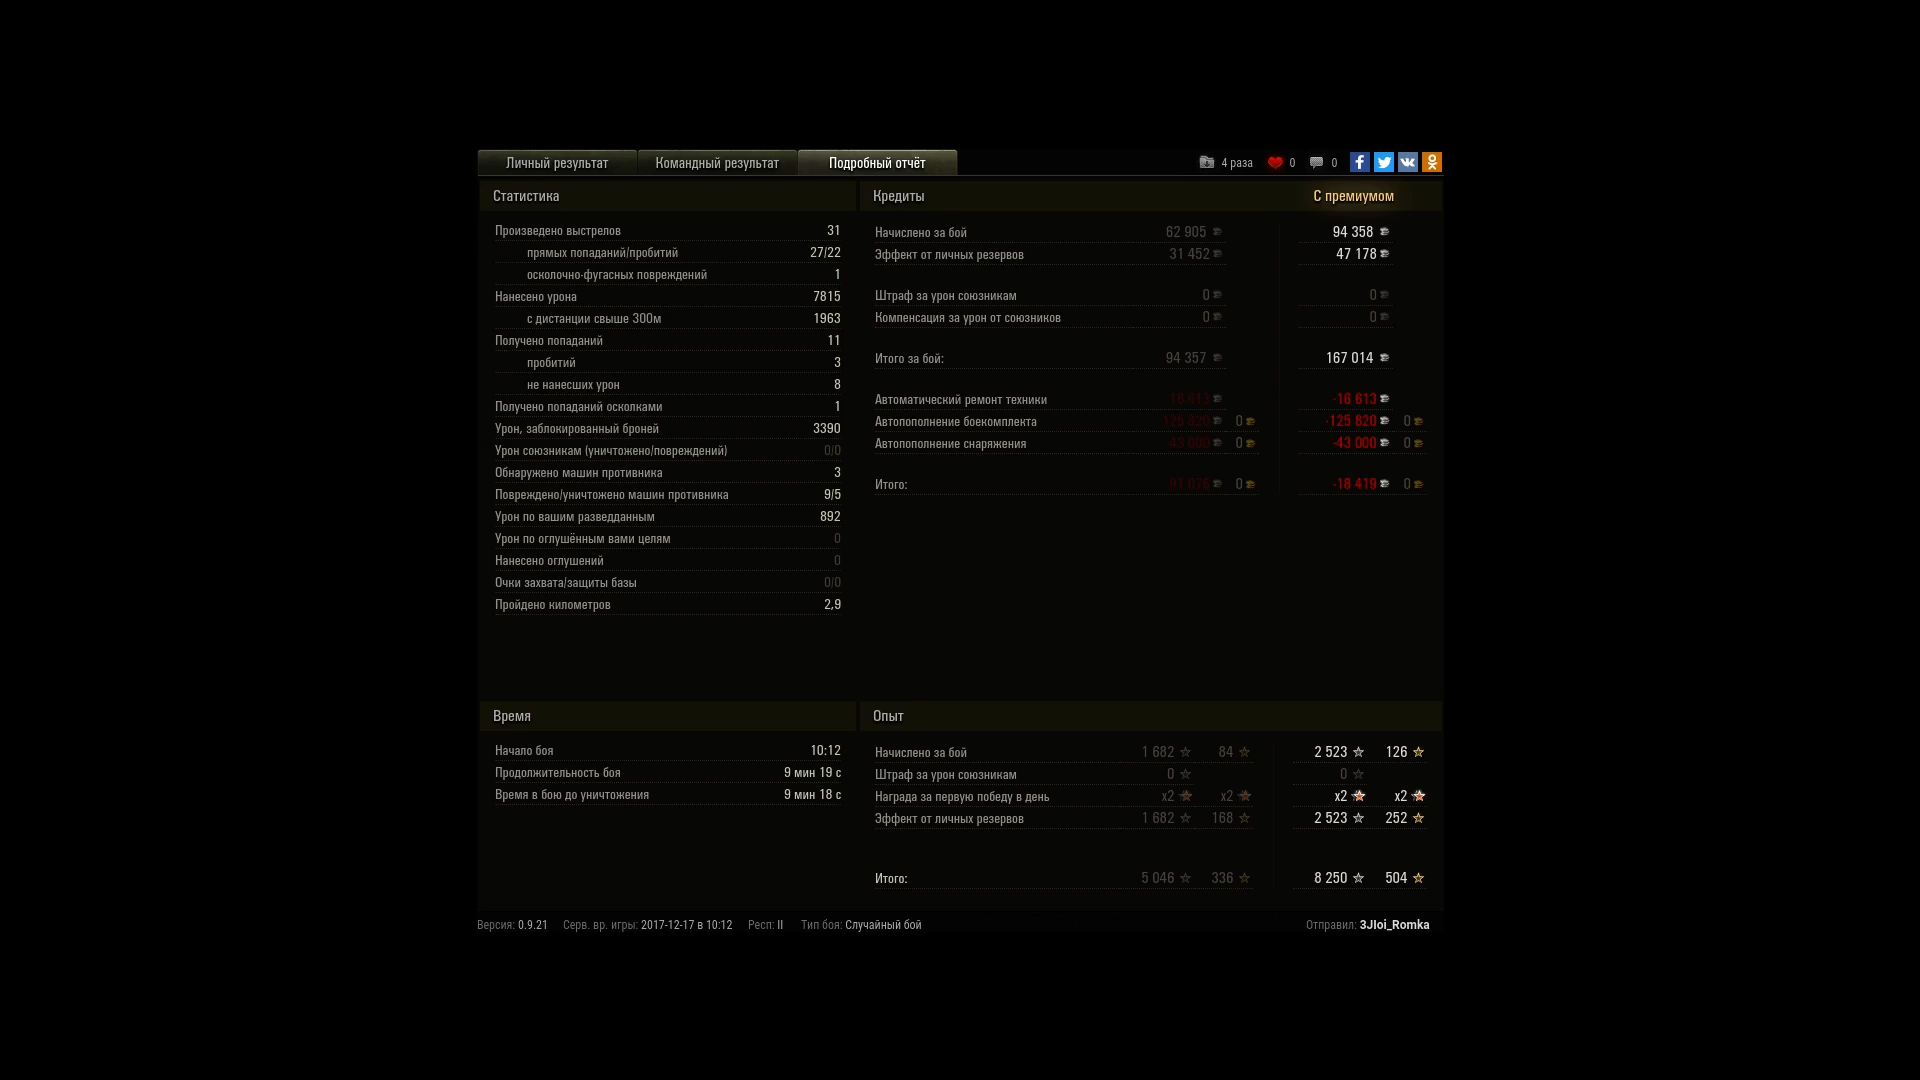 Личный результат Командный результат Подробный отчёт 4 раза 0 0
Статистика
Произведено выстрелов 31
прямых попаданий/пробитий 27/22
осколочно-фугасных повреждений 1
Нанесено урона 7815
с дистанции свыше 300м 1963
Получено попаданий 11
пробитий 3
не нанесших урон 8
Получено попаданий осколками 1
Урон, заблокированный броней 3390
Урон союзникам (уничтожено/повреждений) 0/0
Обнаружено машин противника 3
Повреждено/уничтожено машин противника 9/5
Урон по вашим разведданным 892
Урон по оглушённым вами целям 0
Нанесено оглушений 0
Очки захвата/защиты базы 0/0
Пройдено километров 2,9
Кредиты С премиумом
Начислено за бой 62 905 94 358
Эффект от личных резервов 31 452 47 178
Штраф за урон союзникам 0 0
Компенсация за урон от союзников 0 0
Итого за бой: 94 357 167 014
Автоматический ремонт техники -16 613 -16 613
Автопополнение боекомплекта -125 820 0 -125 820 0
Автопополнение снаряжения -43 000 0 -43 000 0
Итого: -91 076 0 -18 419 0
Время
Начало боя 10:12
Продолжительность боя 9 мин 19 с
Время в бою до уничтожения 9 мин 18 с
Опыт
Начислено за бой 1 682 84 2 523 126
Штраф за урон союзникам 0 0
Награда за первую победу в день x2 x2 x2 x2
Эффект от личных резервов 1 682 168 2 523 252
Итого: 5 046 336 8 250 504
Версия: 0.9.21 Серв. вр. игры: 2017-12-17 в 10:12 Респ: II Тип боя: Случайный бой Отправил: 3JIoi_Romka